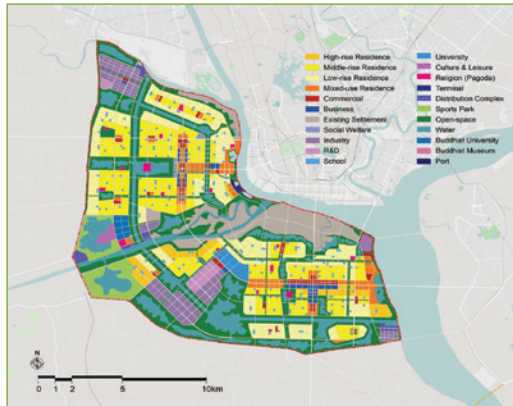 High-rise Residence
Middle-rise Residence
Low-rise Residence
Mixed-use Residence
Commercial
Business
Existing Settlement
Social Welfare
Industry
R&D
School
University
Culture & Leisure
Religion (Pagoda)
Terminal
Distribution Complex
Sports Park
Open-space
Water
Buddhist University
Buddhist Museum
Port
N
0 1 2 5 10km